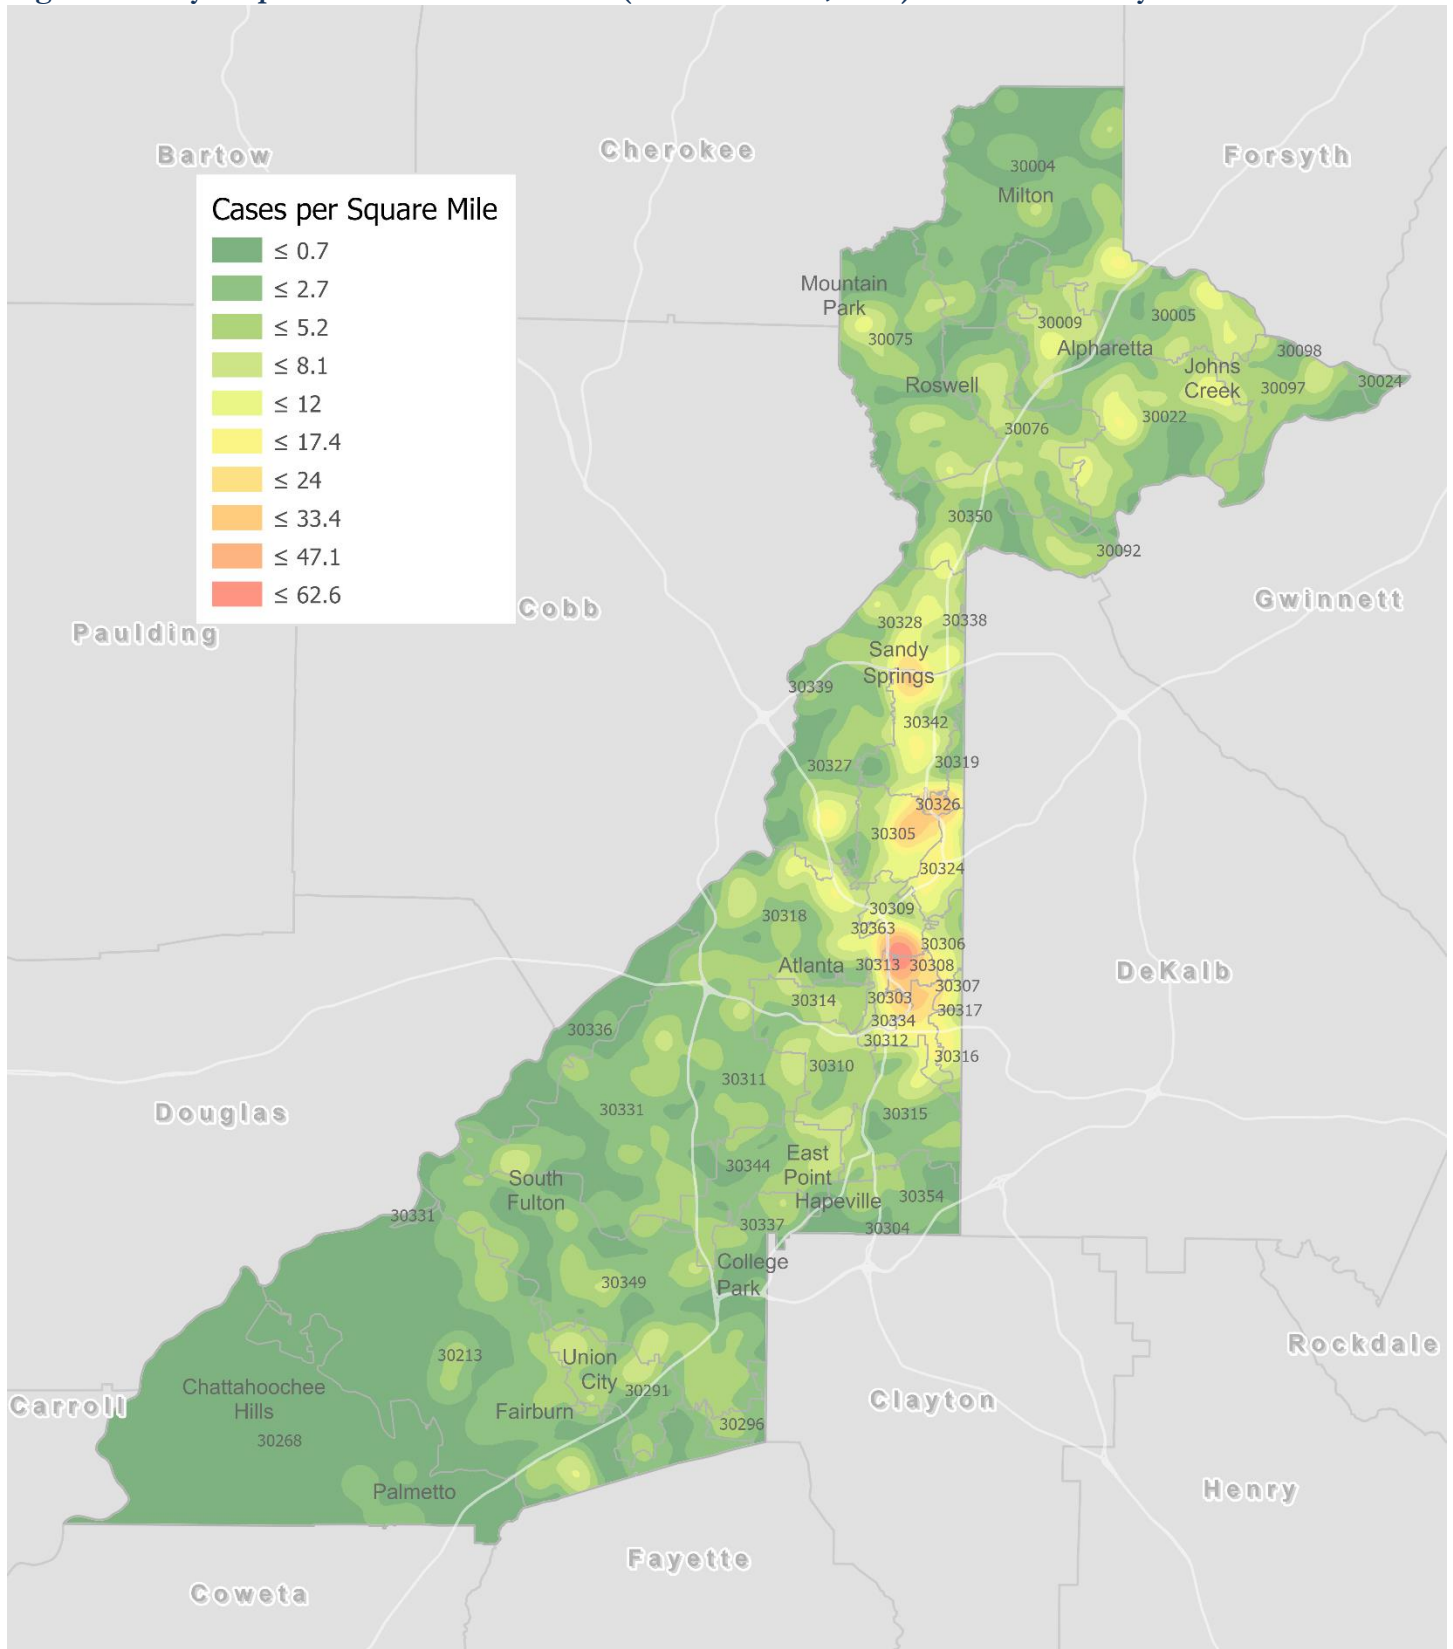 Bartow
Cherokee
Forsyth
Cases per Square Mile
≤ 0.7
≤ 2.7
≤ 5.2
≤ 8.1
≤ 12
≤ 17.4
≤ 24
≤ 33.4
≤ 47.1
≤ 62.6
30004
Milton
Mountain
Park
30075
30009
30005
Alpharetta
30098
Johns
Creek
30097
30024
Roswell
30022
30076
30350
30092
Cobb
Gwinnett
Paulding
30328
30338
Sandy
Springs
30339
30342
30327
30319
30326
30305
30324
30309
30318
30363
30306
Atlanta
30313
30308
DeKalb
30307
30303
30314
30317
30334
30336
30312
30316
30310
30311
Douglas
30331
30315
East
Point
30344
South
Fulton
30354
Hapeville
30331
30337
30304
College
Park
30349
Rockdale
30213
Union
City
Chattahoochee
Hills
30291
Carroll
Clayton
Fairburn
30296
30268
Palmetto
Henry
Fayette
Coweta